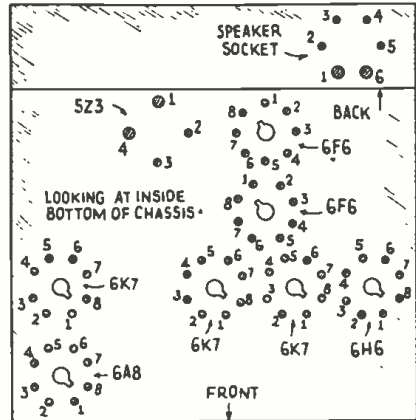 SPEAKER
SOCKET
3 4
2 5
1 6
BACK
5Z3
1
4 2
3
8 1 2
7 3
6 5 4
6F6
LOOKING AT INSIDE
BOTTOM OF CHASSIS.
1 2
8 3
7 4
6 5
6F6
5 6
4 7
3 8
2 1
6K7
5 6
4 7
3 8
2 1
6K7
5 6
4 7
3 8
2 1
6K7
5 6
4 7
3 8
2 1
6H6
5 6
4 7
3 8
2 1
6A8
FRONT